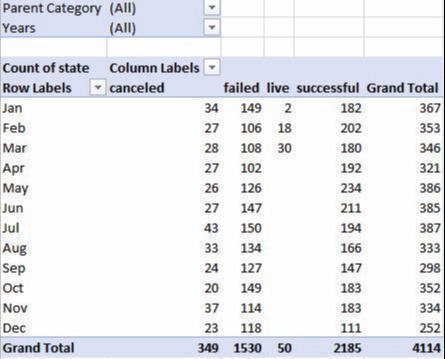 Parent Category (All)
Years (All)
Count of state Column Labels
Row Labels canceled failed live successful Grand Total
Jan 34 149 2 182 367
Feb 27 106 18 202 353
Mar 28 108 30 180 346
Apr 27 102 192 321
May 26 126 234 386
Jun 27 147 211 385
Jul 43 150 194 387
Aug 33 134 166 333
Sep 24 127 147 298
Oct 20 149 183 352
Nov 37 114 183 334
Dec 23 118 111 252
Grand Total 349 1530 50 2185 4114